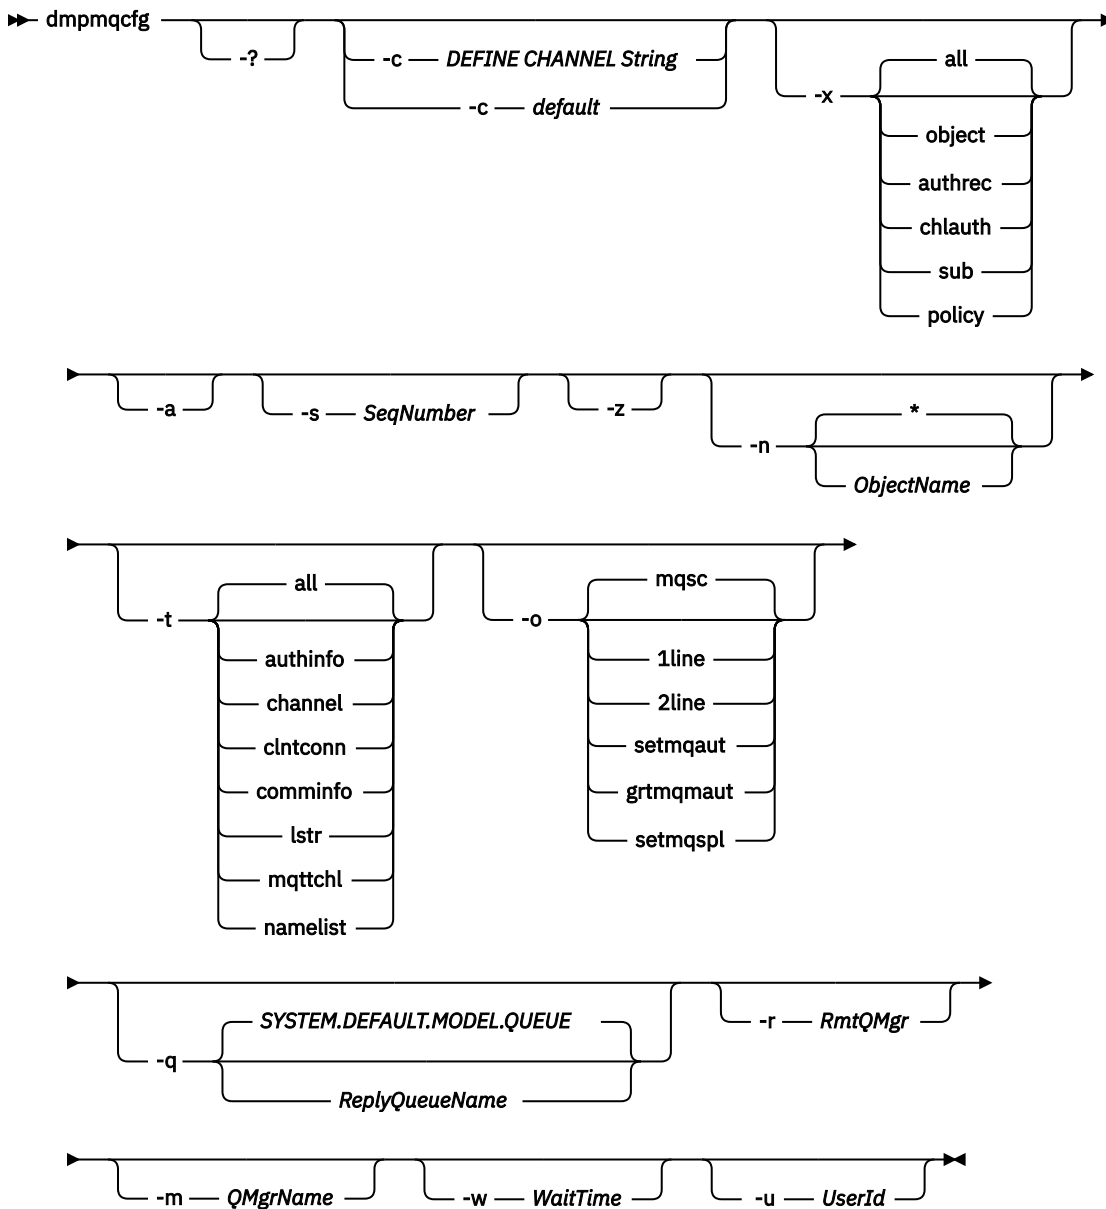 dmpmqcfg
-?
-c DEFINE CHANNEL String
-c default
-x
all
object
authrec
chlauth
sub
policy
-a
-s SeqNumber
-z
-n
*
ObjectName
-t
all
authinfo
channel
clntconn
comminfo
lstr
mqttchl
namelist
-o
mqsc
1line
2line
setmqaut
grtmqmaut
setmqspl
-q
SYSTEM.DEFAULT.MODEL.QUEUE
ReplyQueueName
-r RmtQMgr
-m QMgrName
-w WaitTime
-u UserId